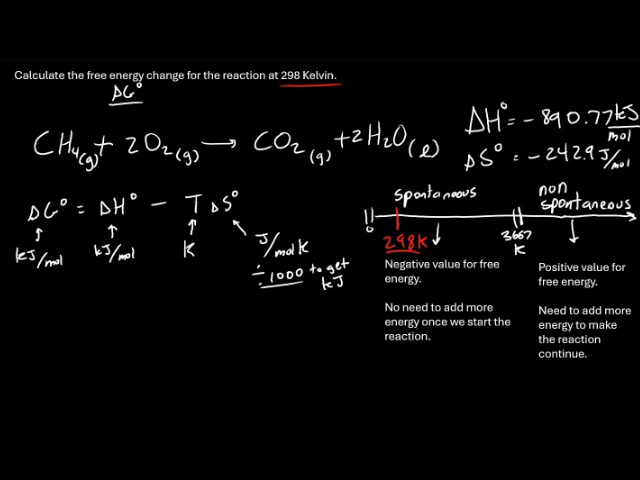 Calculate the free energy change for the reaction at 298 Kelvin.
ΔG°
CH₄(g) + 2O₂(g) → CO₂(g) + 2H₂O(l)
ΔH° = -890.77 kJ/mol
ΔS° = -242.9 J/mol
ΔG° = ΔH° - TΔS°
kJ/mol kJ/mol K J/mol K
÷1000 to get
kJ
spontaneous
non
spontaneous
0 298K 3667
K
Negative value for free
energy.
No need to add more
energy once we start the
reaction.
Positive value for
free energy.
Need to add more
energy to make
the reaction
continue.